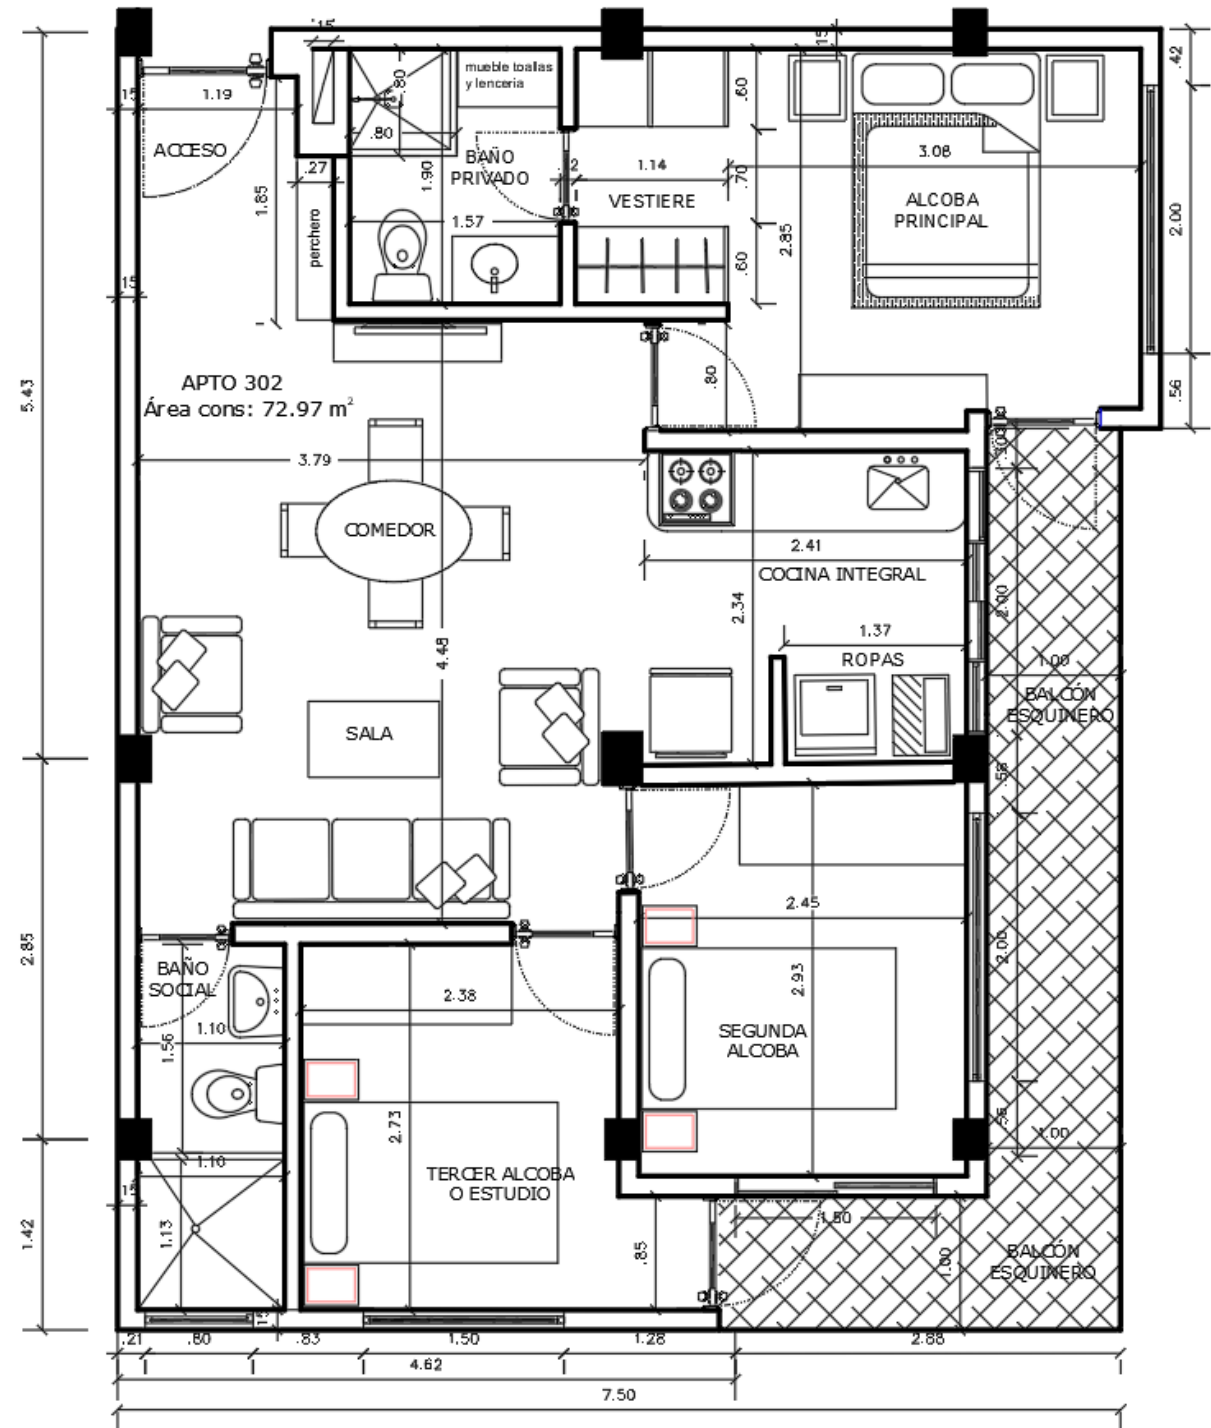 .15
.42
15
1.19
.80
mueble toallas
y lenceria
.60
15
ACCESO
.80
BAÑO
PRIVADO
.12
1.14
.70
3.08
.27
1.85
1.90
VESTIERE
ALCOBA
PRINCIPAL
2.00
perchero
1.57
2.85
.60
15
5.43
APTO 302
Área cons: 72.97 m²
.80
.56
3.79
.30
COMEDOR
2.41
COCINA INTEGRAL
2.34
2.00
1.37
ROPAS
4.48
1.00
BALCÓN
ESQUINERO
SALA
.58
2.85
2.45
2.00
BAÑO
SOCIAL
2.38
2.93
1.10
1.56
SEGUNDA
ALCOBA
2.73
.56
1.00
1.10
TERCER ALCOBA
O ESTUDIO
15
1.42
1.13
.85
1.50
1.00
BALCÓN
ESQUINERO
15
.21
.80
.83
1.50
1.28
2.88
4.62
7.50